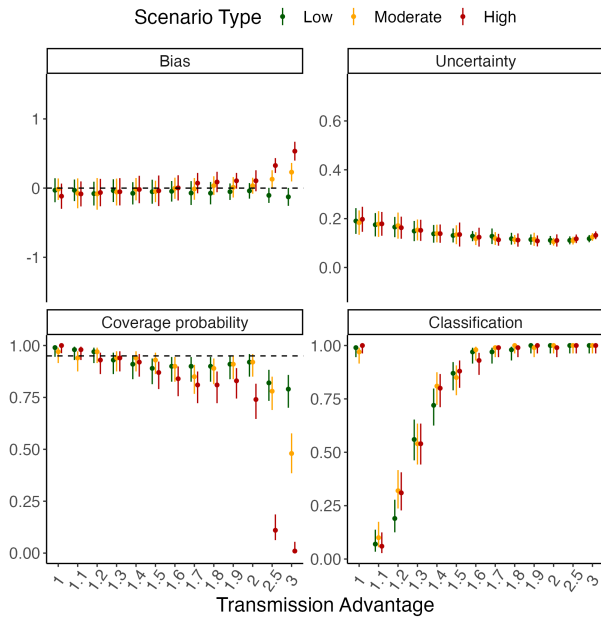 Scenario Type Low Moderate High
Bias Uncertainty
1
0
-1
0.6
0.4
0.2
0.0
Coverage probability Classification
1.00
0.75
0.50
0.25
0.00
1.00
0.75
0.50
0.25
0.00
1 1.1 1.2 1.3 1.4 1.5 1.6 1.7 1.8 1.9 2 2.5 3
1 1.1 1.2 1.3 1.4 1.5 1.6 1.7 1.8 1.9 2 2.5 3
Transmission Advantage